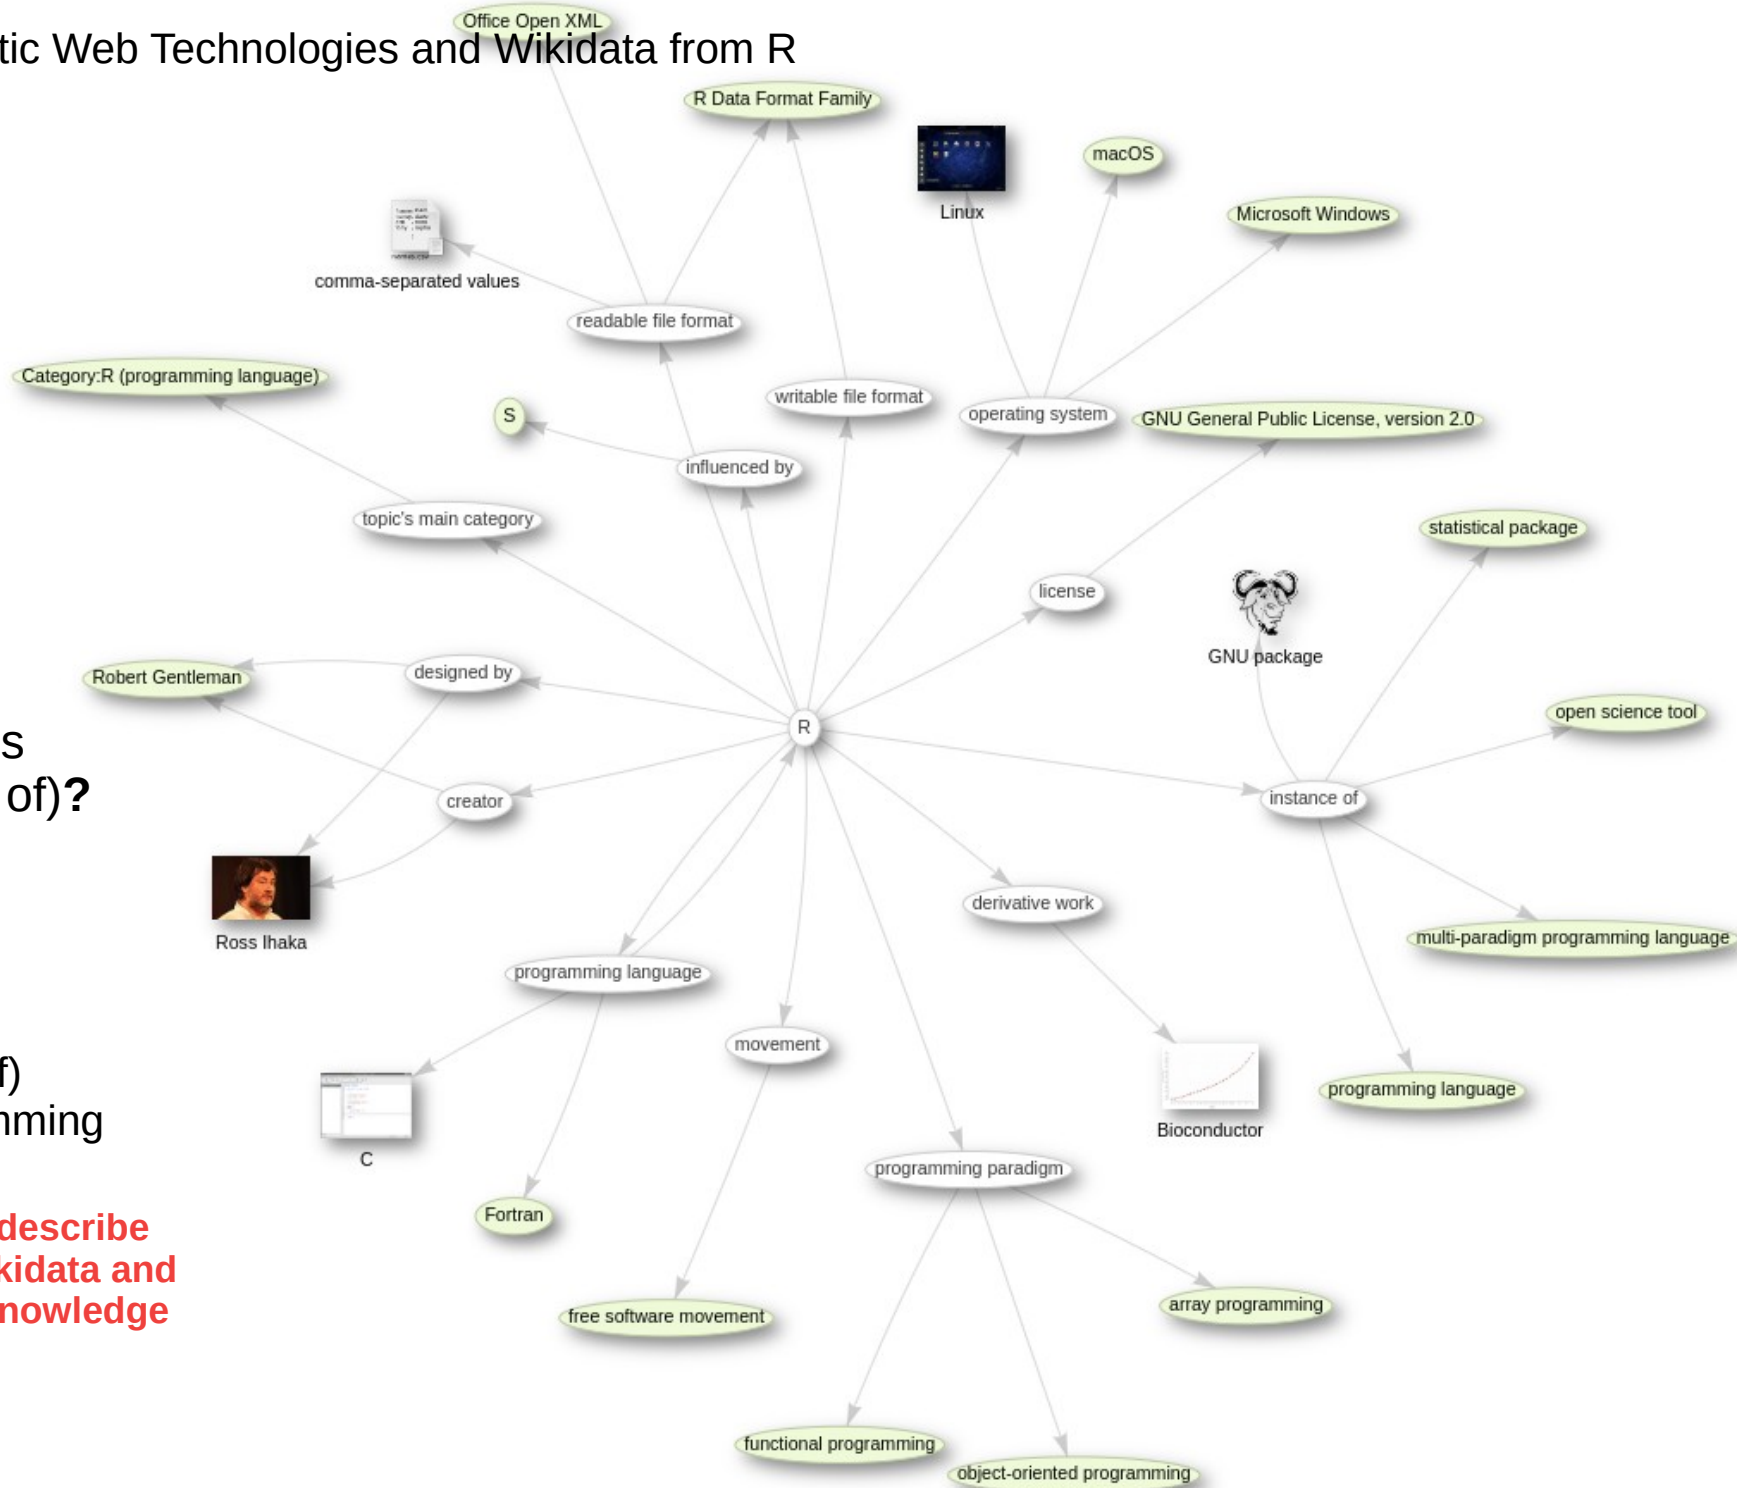 Office Open XML
tic Web Technologies and Wikidata from R
R Data Format Family
macOS
Linux
Microsoft Windows
comma-separated values
readable file format
Category:R (programming language)
writable file format
S
operating system
GNU General Public License, version 2.0
influenced by
topic's main category
statistical package
license
GNU package
designed by
Robert Gentleman
open science tool
R
s
of)?
creator
instance of
derivative work
multi-paradigm programming language
Ross Ihaka
programming language
movement
f)
programming language
nming
Bioconductor
C
programming paradigm
Fortran
describe
kidata and
array programming
nowledge
free software movement
functional programming
object-oriented programming